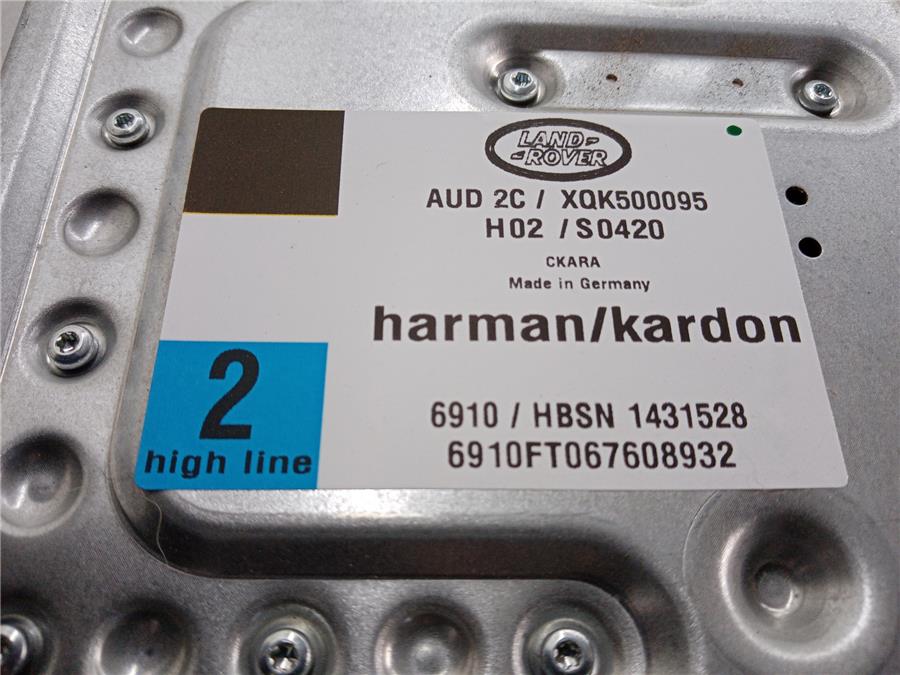 LAND
ROVER
AUD 2C / XQK500095
H02 /S0420
CKARA
Made in Germany
harman/kardon
2
high line
6910 / HBSN 1431528
6910FT067608932